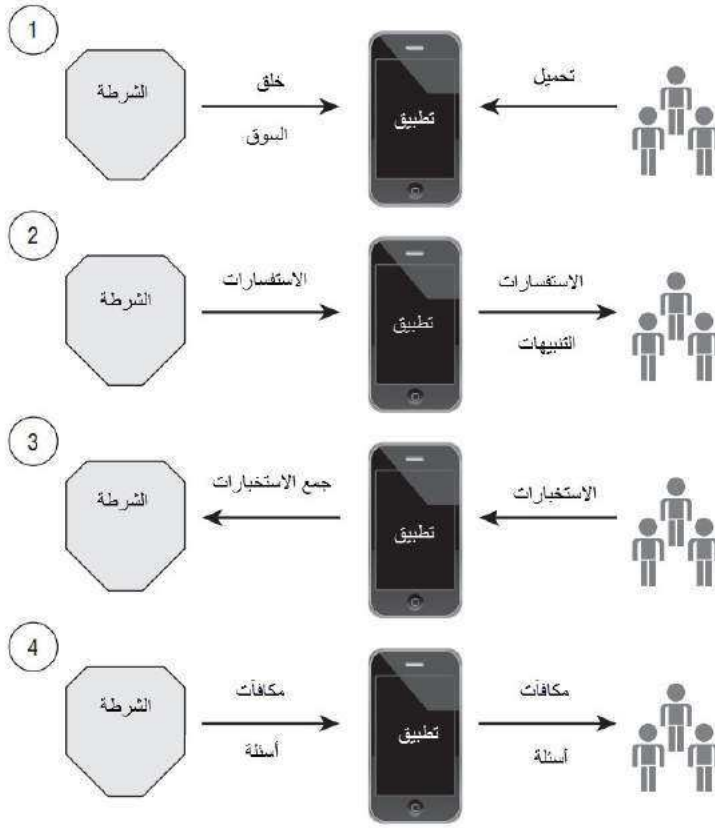 1
الشرطة
خلق
السوق
تطبيق
تحميل
2
الشرطة
الاستفسارات
تطبيق
الاستفسارات
التنبيهات
3
الشرطة
جمع الاستخبارات
تطبيق
الاستخبارات
4
الشرطة
مكافآت
أسئلة
تطبيق
مكافآت
أسئلة